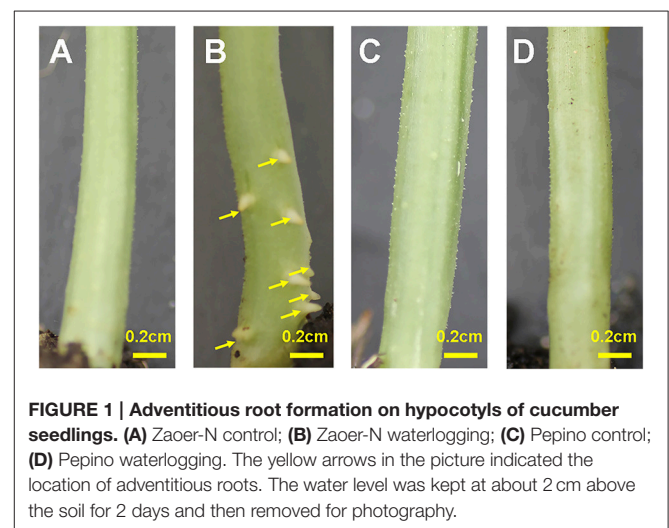 A B C D
0.2cm 0.2cm 0.2cm 0.2cm
FIGURE 1 | Adventitious root formation on hypocotyls of cucumber
seedlings. (A) Zaoer-N control; (B) Zaoer-N waterlogging; (C) Pepino control;
(D) Pepino waterlogging. The yellow arrows in the picture indicated the
location of adventitious roots. The water level was kept at about 2 cm above
the soil for 2 days and then removed for photography.